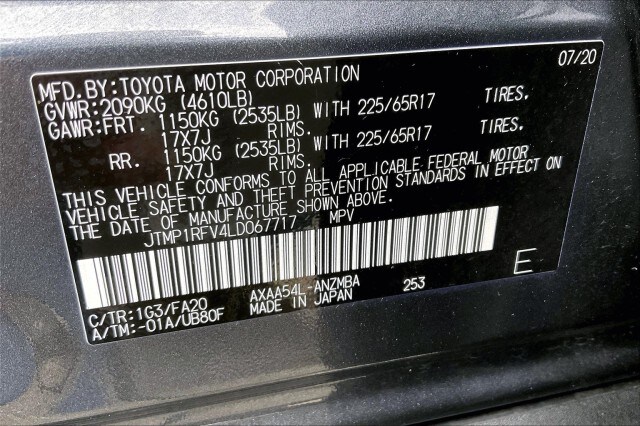 07/20
MFD.BY:TOYOTA MOTOR CORPORATION
GVWR:2090KG (4610LB)
GAWR:FRT. 1150KG (2535LB) WITH 225/65R17 TIRES.
17X7J RIMS.
RR. 1150KG (2535LB) WITH 225/65R17 TIRES.
17X7J RIMS.
THIS VEHICLE CONFORMS TO ALL APPLICABLE FEDERAL MOTOR
VEHICLE SAFETY AND THEFT PREVENTION STANDARDS IN EFFECT ON
THE DATE OF MANUFACTURE SHOWN ABOVE.
JTMP1RFV4LD067717 MPV
E
C/TR:1G3/FA20 AXAA54L-ANZMBA 253
A/TM:-01A/UB80F MADE IN JAPAN